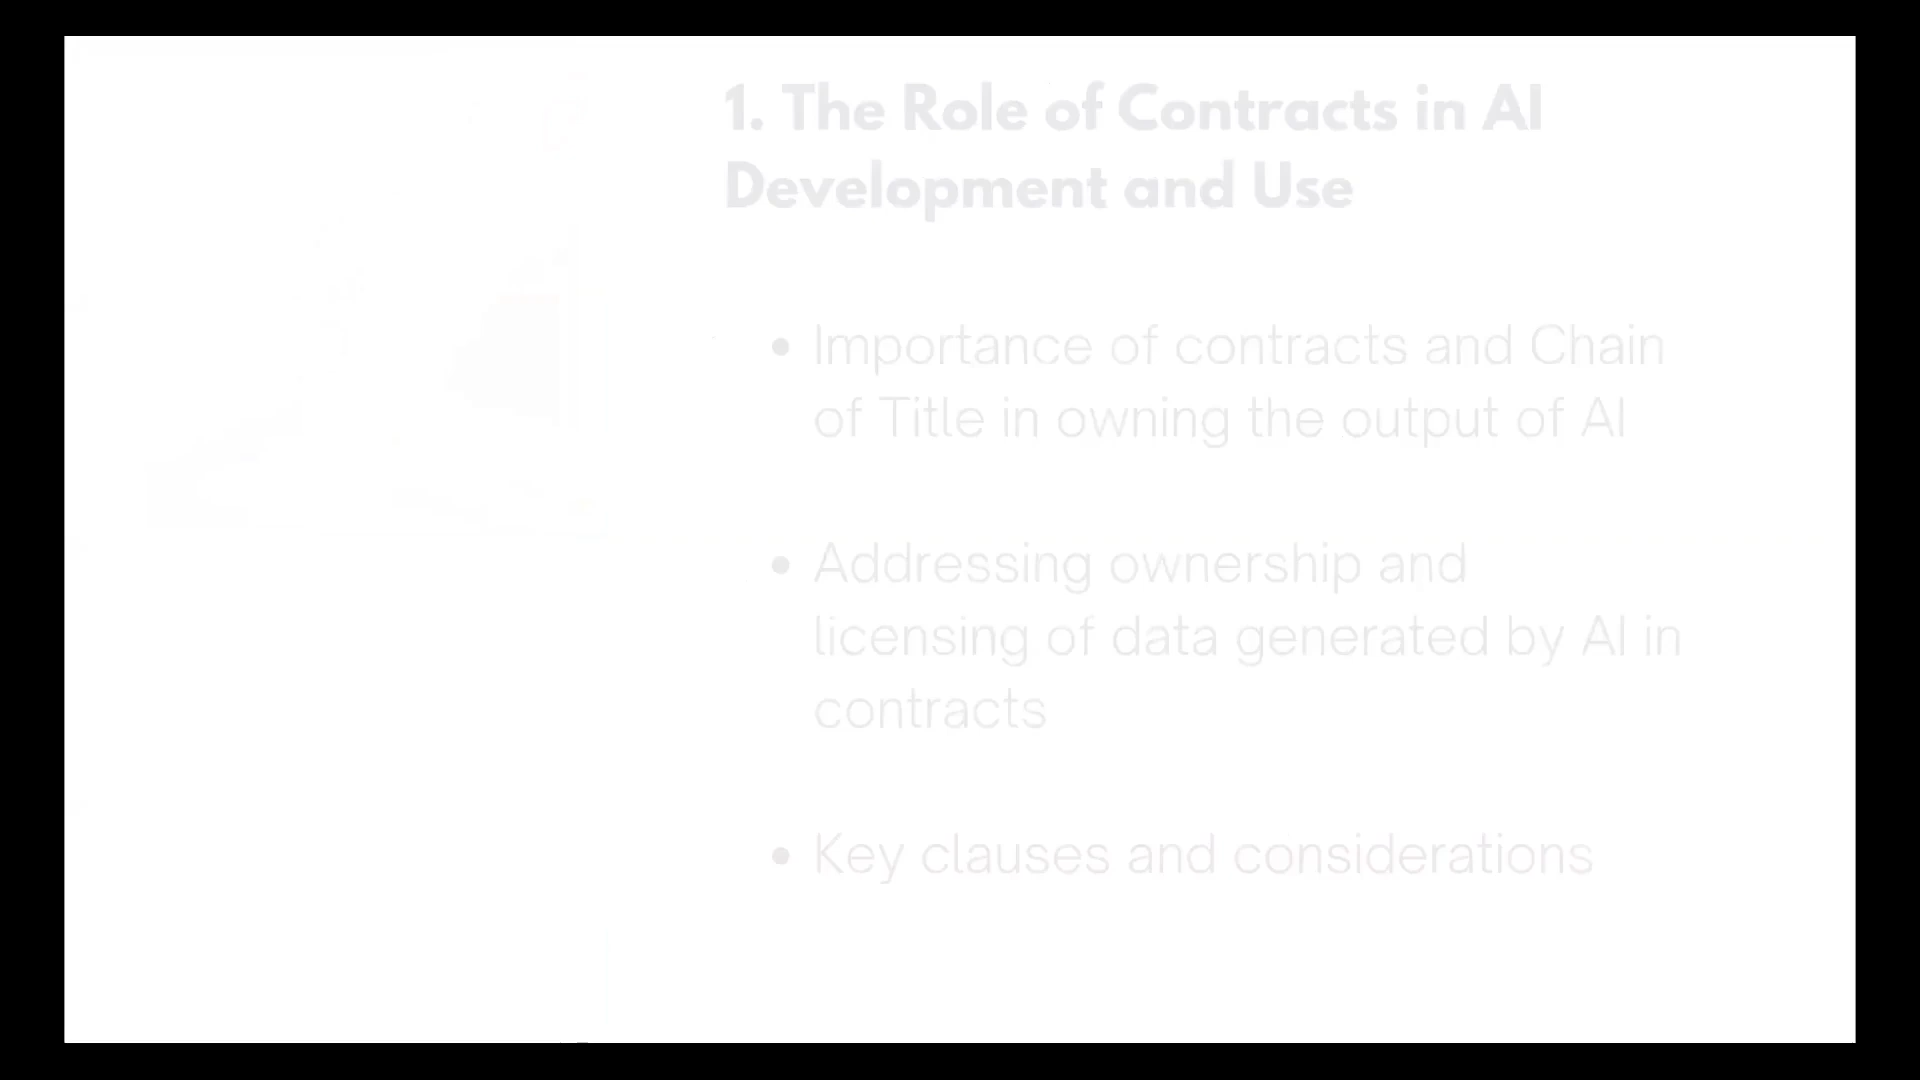 1. The Role of Contracts in AI
Development and Use
• Importance of contracts and Chain
of Title in owning the output of AI
• Addressing ownership and
licensing of data generated by AI in
contracts
• Key clauses and considerations